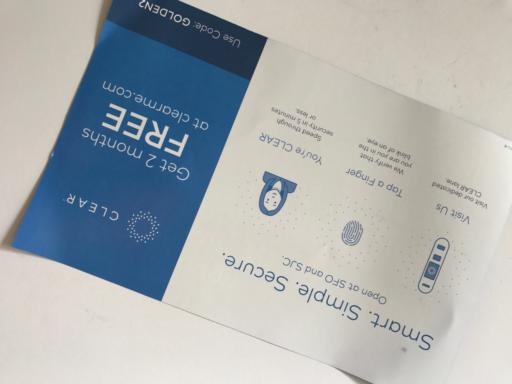 Smart. Simple. Secure.
Open at SFO and SJC.
Visit Us
Visit our dedicated
CLEAR lane.
Tap a Finger
We verify that
you are you in the
blink of an eye.
You're CLEAR
Speed through
security in 5 minutes
or less.
CLEAR
Get 2 months
FREE
at clearme.com
Use Code: GOLDEN2